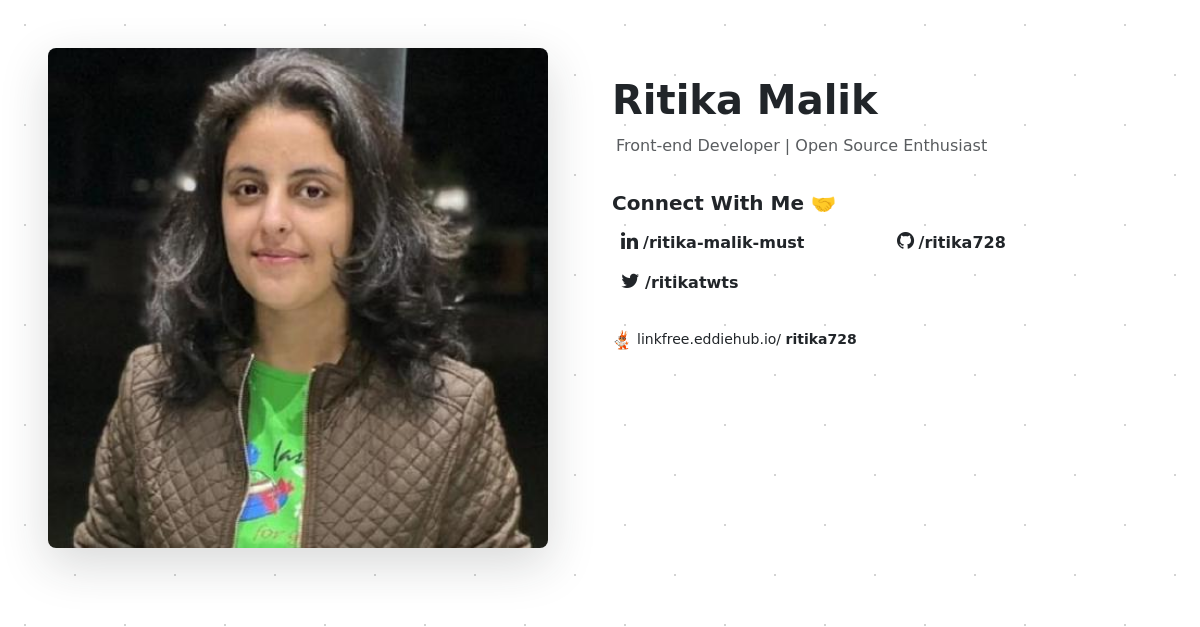 Ritika Malik
Front-end Developer | Open Source Enthusiast
Connect With Me 🤝
/ritika-malik-must
/ritika728
/ritikatwts
linkfree.eddiehub.io/ ritika728
for